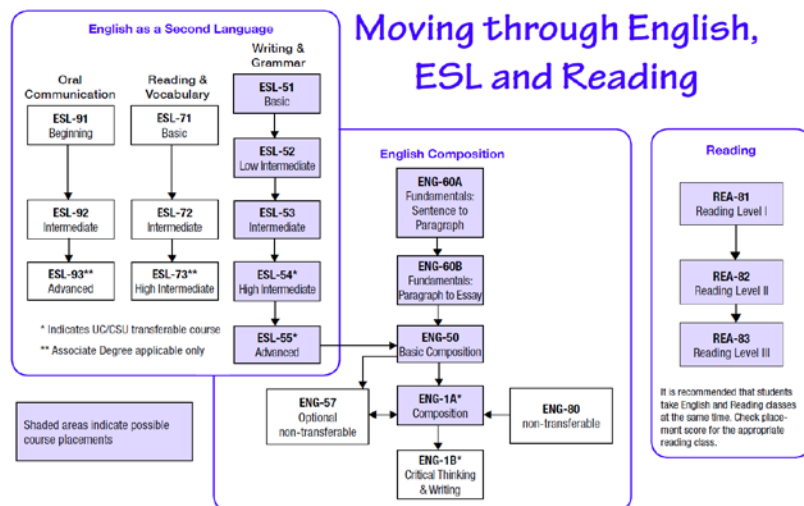 Moving through English,
ESL and Reading
English as a Second Language
Oral
Communication
ESL-91
Beginning
ESL-92
Intermediate
ESL-93**
Advanced
Reading &
Vocabulary
ESL-71
Basic
ESL-72
Intermediate
ESL-73**
High Intermediate
Writing &
Grammar
ESL-51
Basic
ESL-52
Low Intermediate
ESL-53
Intermediate
ESL-54*
High Intermediate
ESL-55*
Advanced
* Indicates UC/CSU transferable course
** Associate Degree applicable only
Shaded areas indicate possible
course placements
English Composition
ENG-60A
Fundamentals:
Sentence to
Paragraph
ENG-60B
Fundamentals:
Paragraph to Essay
ENG-50
Basic Composition
ENG-57
Optional
non-transferable
ENG-1A*
Composition
ENG-80
non-transferable
ENG-1B*
Critical Thinking
& Writing
Reading
REA-81
Reading Level I
REA-82
Reading Level II
REA-83
Reading Level III
It is recommended that students
take English and Reading classes
at the same time. Check place-
ment score for the appropriate
reading class.